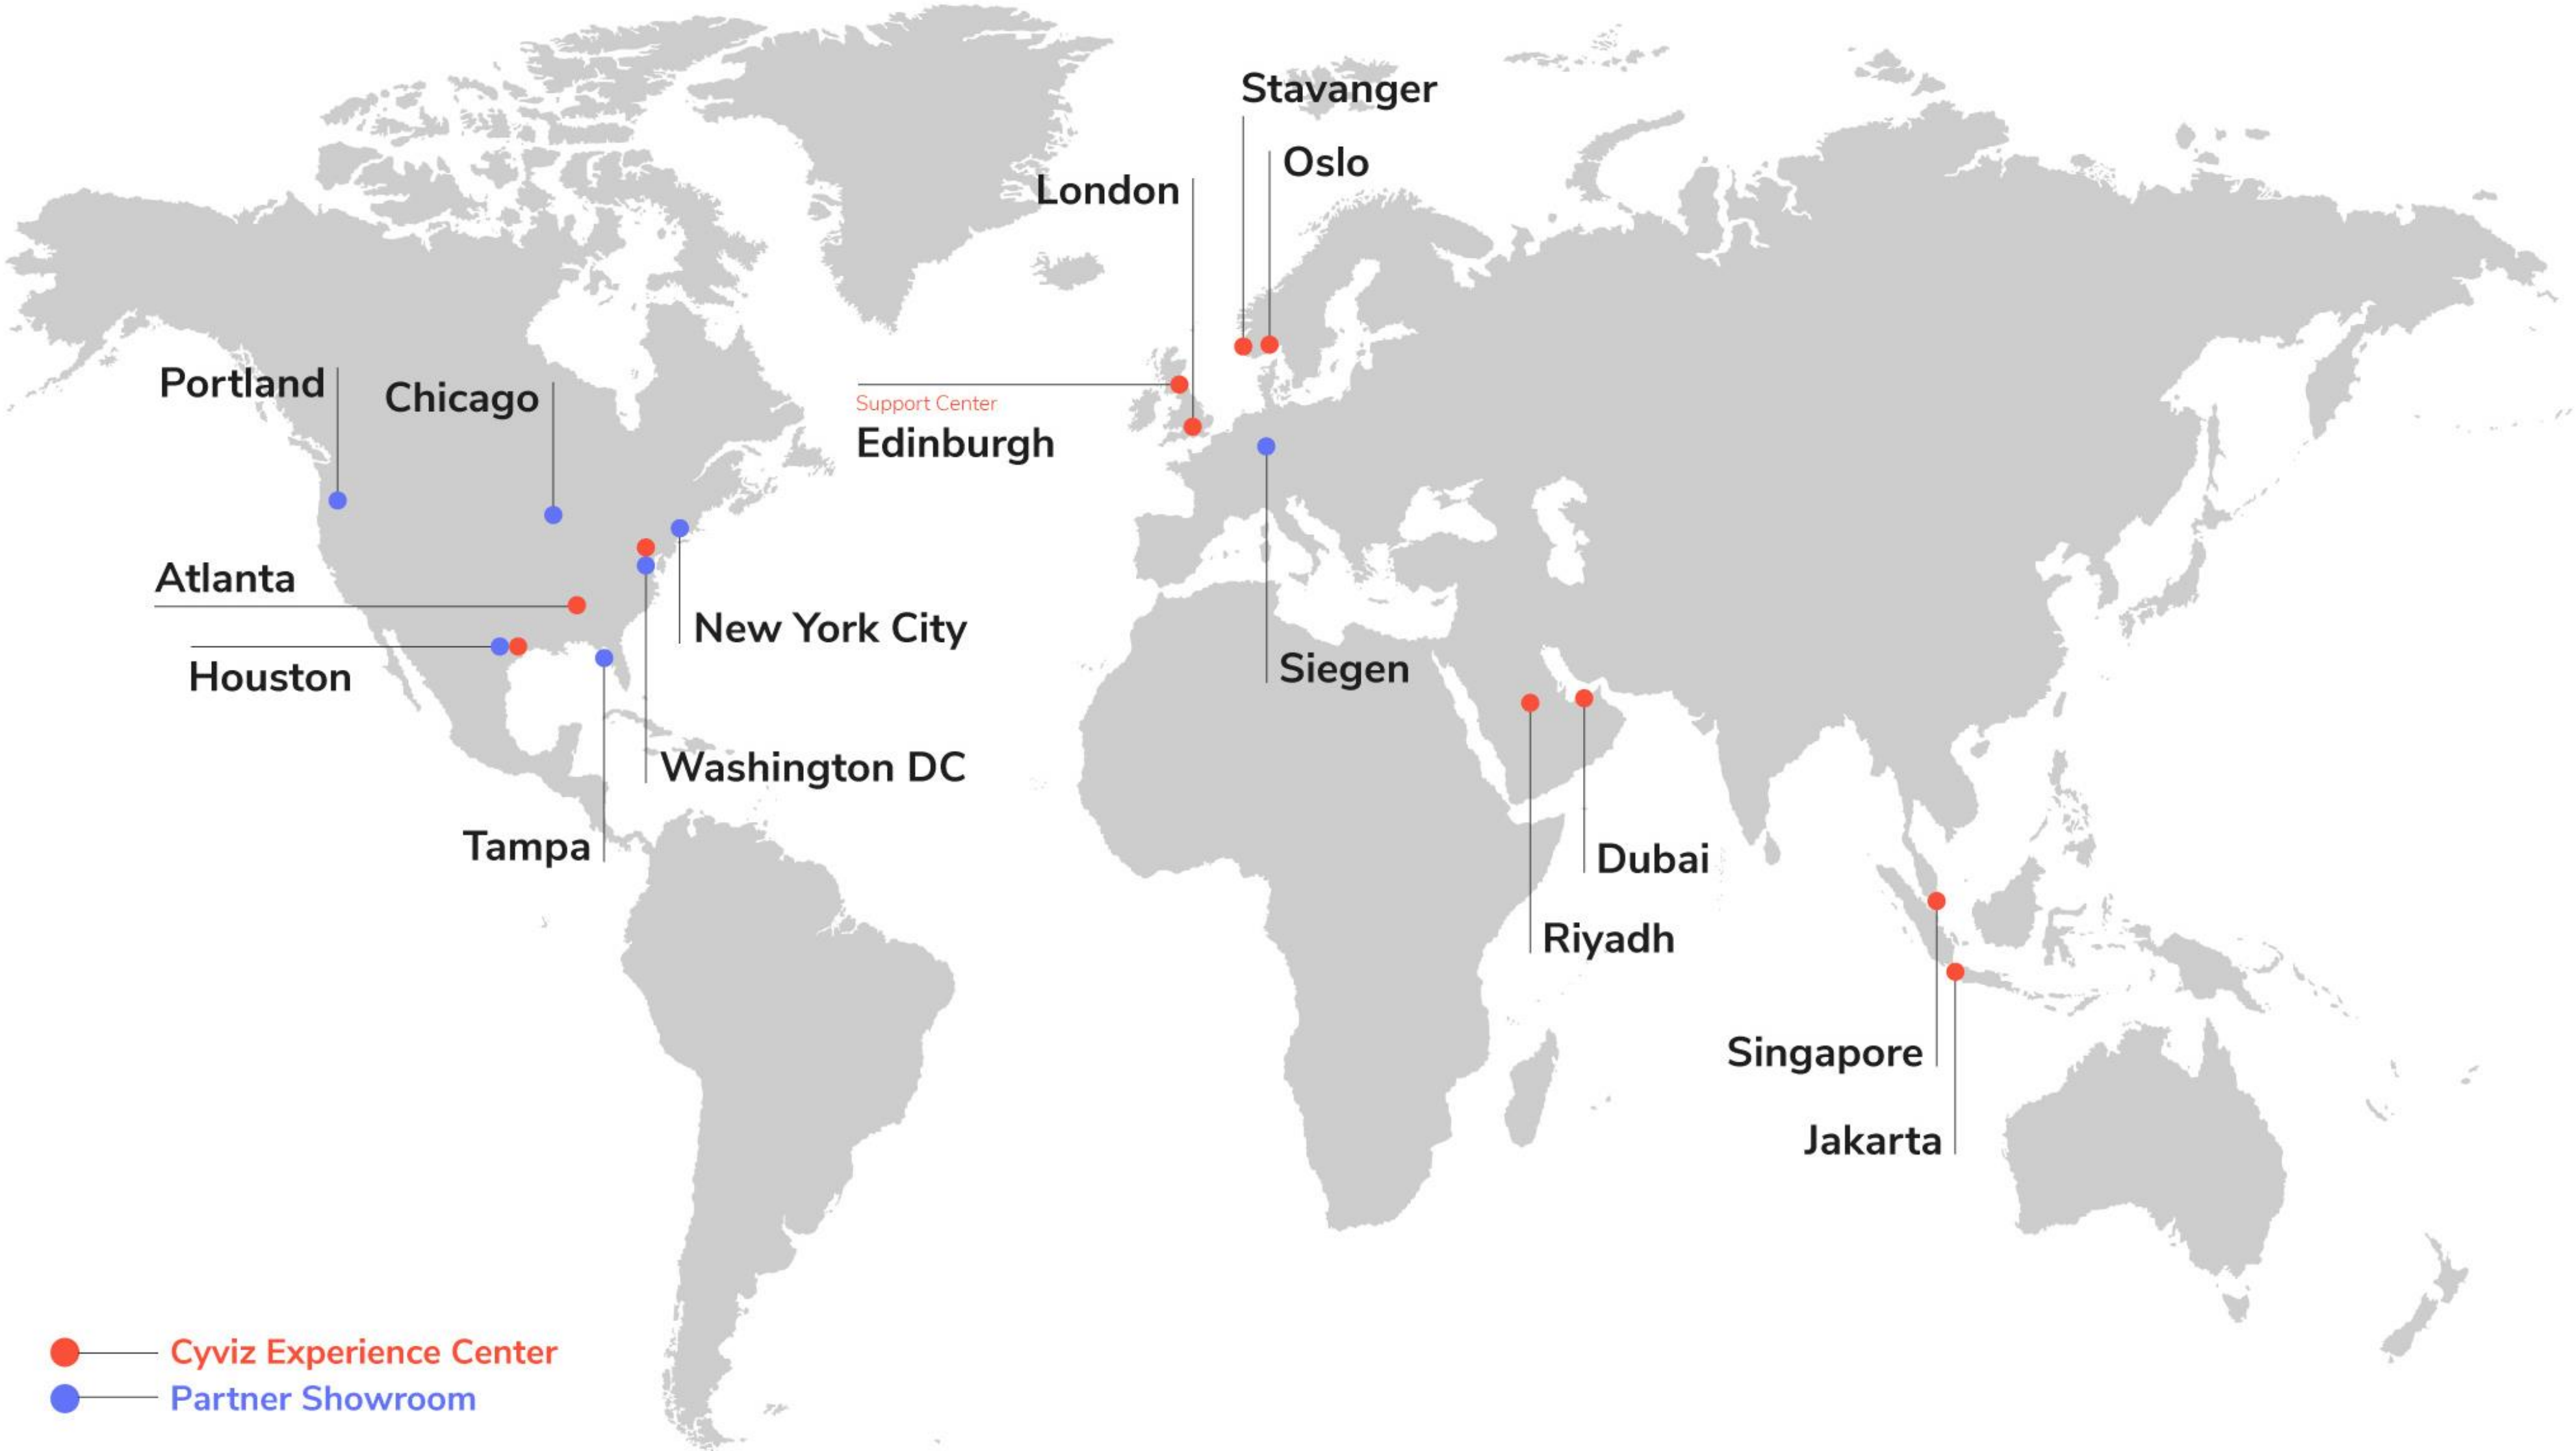 Stavanger
Oslo
London
Portland
Chicago
Support Center
Edinburgh
Atlanta
New York City
Houston
Siegen
Washington DC
Tampa
Dubai
Riyadh
Singapore
Jakarta
Cyviz Experience Center
Partner Showroom